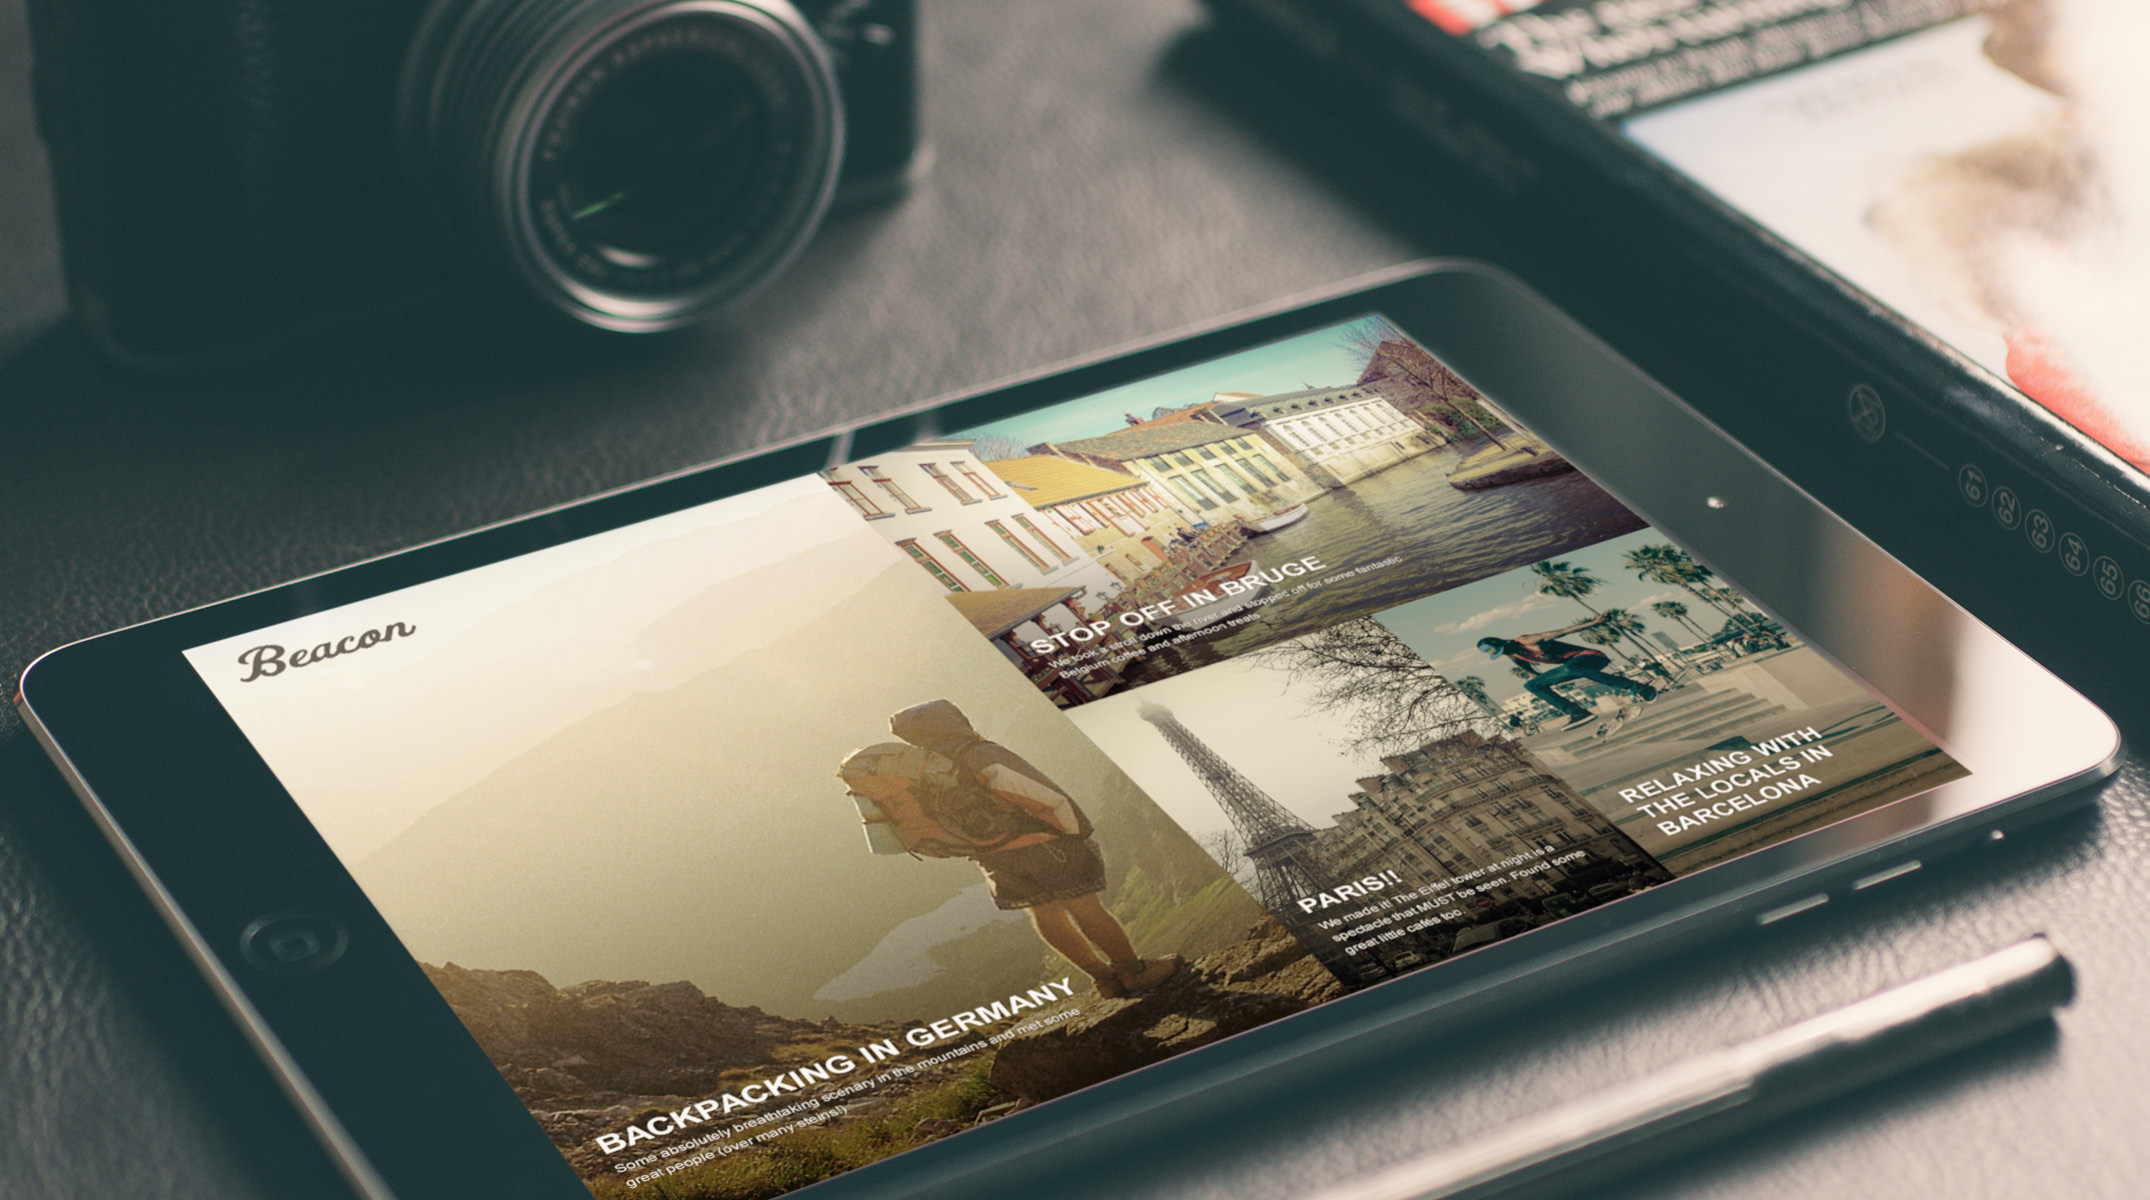 Beacon
STOP OFF IN BRUGE
We took a stroll down the river and stopped off for some fantastic
Belgium coffee and afternoon treats
RELAXING WITH
THE LOCALS IN
BARCELONA
PARIS!!
We made it! The Eiffel tower at night is a
spectacle that MUST be seen. Found some
great little cafés too.
BACKPACKING IN GERMANY
Some absolutely breathtaking scenary in the mountains and met some
great people (over many steins!)
61
62
63
64
65
66